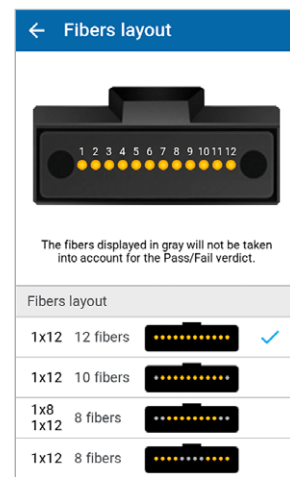 Fibers layout
1 2 3 4 5 6 7 8 9 10 11 12
The fibers displayed in gray will not be taken
into account for the Pass/Fail verdict.
Fibers layout
1x12 12 fibers
1x12 10 fibers
1x8
1x12 8 fibers
1x12 8 fibers